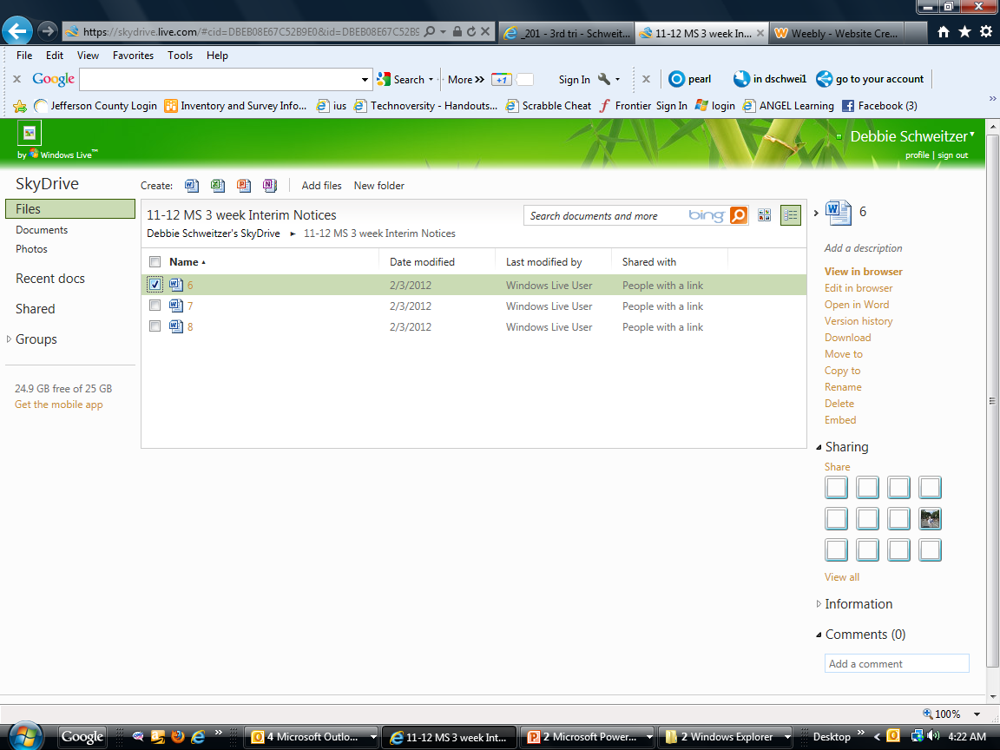 https://skydrive.live.com/#cid=DBEB08E67C52B9E0&id=DBEB08E67C52B9
_201 - 3rd tri - Schweit...
11-12 MS 3 week In...
Weebly - Website Cre...
File Edit View Favorites Tools Help
Google Search More >> +1 Sign In pearl in dschwei1 go to your account
Jefferson County Login Inventory and Survey Info... ius Technoversity - Handouts... Scrabble Cheat Frontier Sign In login ANGEL Learning Facebook (3)
Debbie Schweitzer
by Windows Live™
profile | sign out
SkyDrive
Create: Add files New folder
Files
Documents
Photos
Recent docs
Shared
Groups
24.9 GB free of 25 GB
Get the mobile app
11-12 MS 3 week Interim Notices
Search documents and more bing
Debbie Schweitzer's SkyDrive ► 11-12 MS 3 week Interim Notices
Name Date modified Last modified by Shared with
6 2/3/2012 Windows Live User People with a link
7 2/3/2012 Windows Live User People with a link
8 2/3/2012 Windows Live User People with a link
6
Add a description
View in browser
Edit in browser
Open in Word
Version history
Download
Move to
Copy to
Rename
Delete
Embed
Sharing
Share
View all
Information
Comments (0)
Add a comment
100%
Google
4 Microsoft Outlo...
11-12 MS 3 week Int...
2 Microsoft Power...
2 Windows Explorer
Desktop
4:22 AM